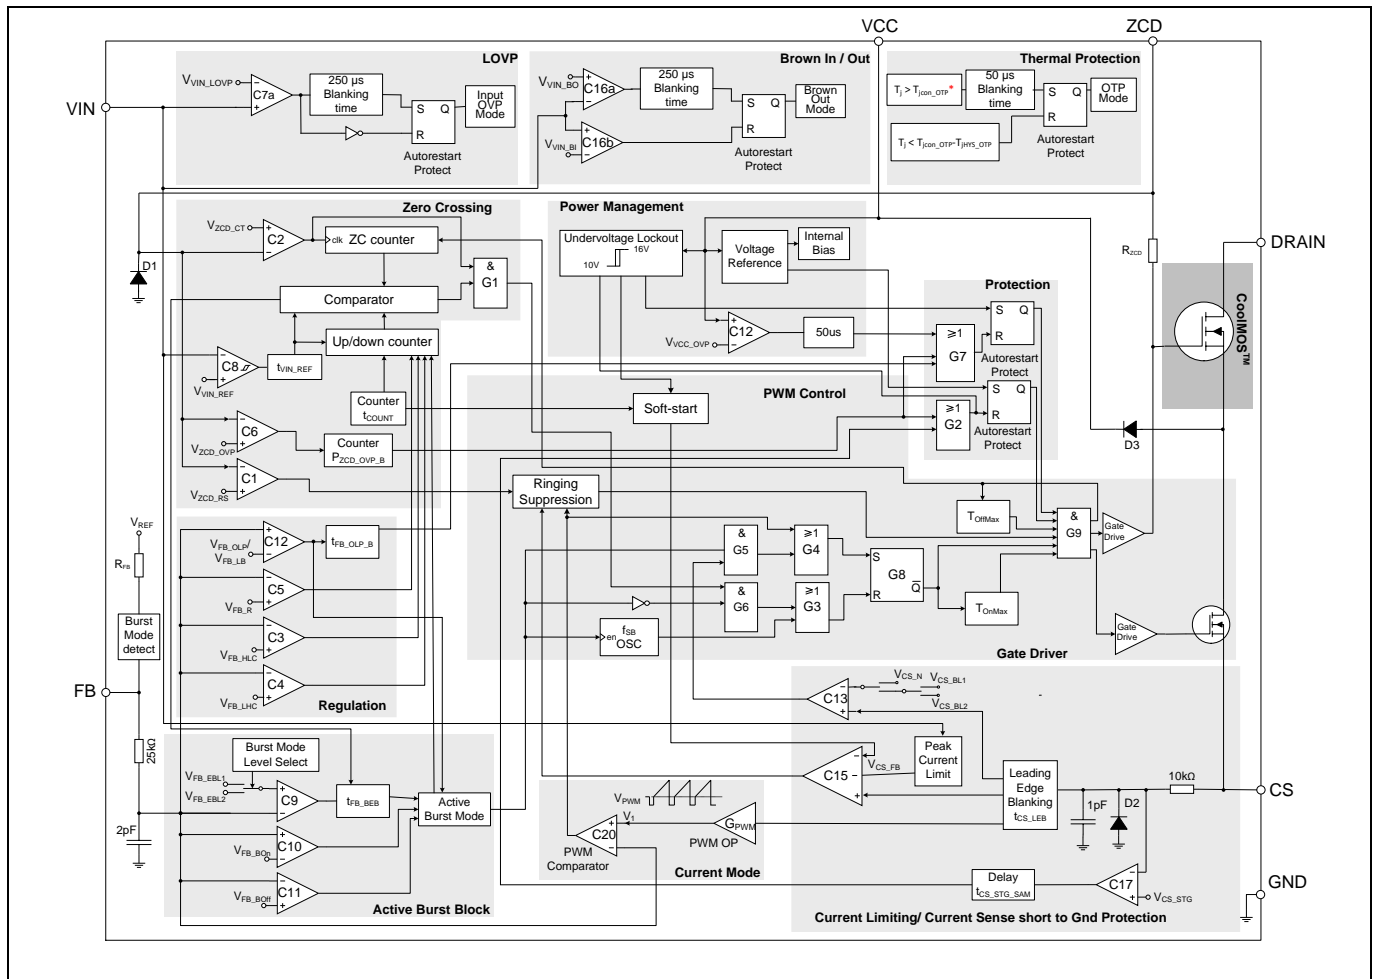 VCC
ZCD
VIN
DRAIN
FB
CS
GND
LOVP
V_VIN_LOVP
−
+
C7a
250 µs
Blanking
time
S Q
R
Input
OVP
Mode
Autorestart
Protect
Brown In / Out
V_VIN_BO
+
−
C16a
250 µs
Blanking
time
S Q
R
Brown
Out
Mode
+
−
C16b
V_VIN_BI
Autorestart
Protect
Thermal Protection
T_j > T_jcon_OTP*
50 µs
Blanking
time
S Q
R
OTP
Mode
T_j < T_jcon_OTP-T_jHYS_OTP
Autorestart
Protect
Zero Crossing
V_ZCD_CT
+
−
C2
clk ZC counter
&
G1
D1
Comparator
Up/down counter
−
+
C8
V_VIN_REF
t_VIN_REF
Counter
t_COUNT
−
+
C6
V_ZCD_OVP
Counter
P_ZCD_OVP_B
−
+
C1
V_ZCD_RS
Power Management
Undervoltage Lockout
16V
10V
Voltage
Reference
Internal
Bias
+
−
C12
V_VCC_OVP
50us
Protection
≥1
G7
S Q
R
Autorestart
Protect
≥1
G2
S Q
R
Autorestart
Protect
R_ZCD
CoolMOS™
D3
PWM Control
Soft-start
Ringing
Suppression
&
G5
≥1
G4
&
G6
≥1
G3
S
R
G8
Q
f_SB
en OSC
T_OffMax
T_OnMax
&
G9
Gate
Drive
Gate
Drive
Gate Driver
V_REF
R_FB
Burst
Mode
detect
25kΩ
2pF
+
−
C12
V_FB_OLP/
V_FB_LB
t_FB_OLP_B
−
+
C5
V_FB_R
−
+
C3
V_FB_HLC
−
+
C4
V_FB_LHC
Regulation
Burst Mode
Level Select
V_FB_EBL1
V_FB_EBL2
+
−
C9
t_FB_BEB
Active
Burst Mode
+
−
C10
V_FB_BOn
−
+
C11
V_FB_BOff
Active Burst Block
V_PWM
V_1
+
−
C20
G_PWM
PWM OP
PWM
Comparator
Current Mode
−
+
C13
V_CS_N
V_CS_BL1
V_CS_BL2
-
−
−
+
C15
V_CS_FB
Peak
Current
Limit
Leading
Edge
Blanking
t_CS_LEB
1pF
D2
10kΩ
Delay
t_CS_STG_SAM
−
+
C17
V_CS_STG
Current Limiting/ Current Sense short to Gnd Protection